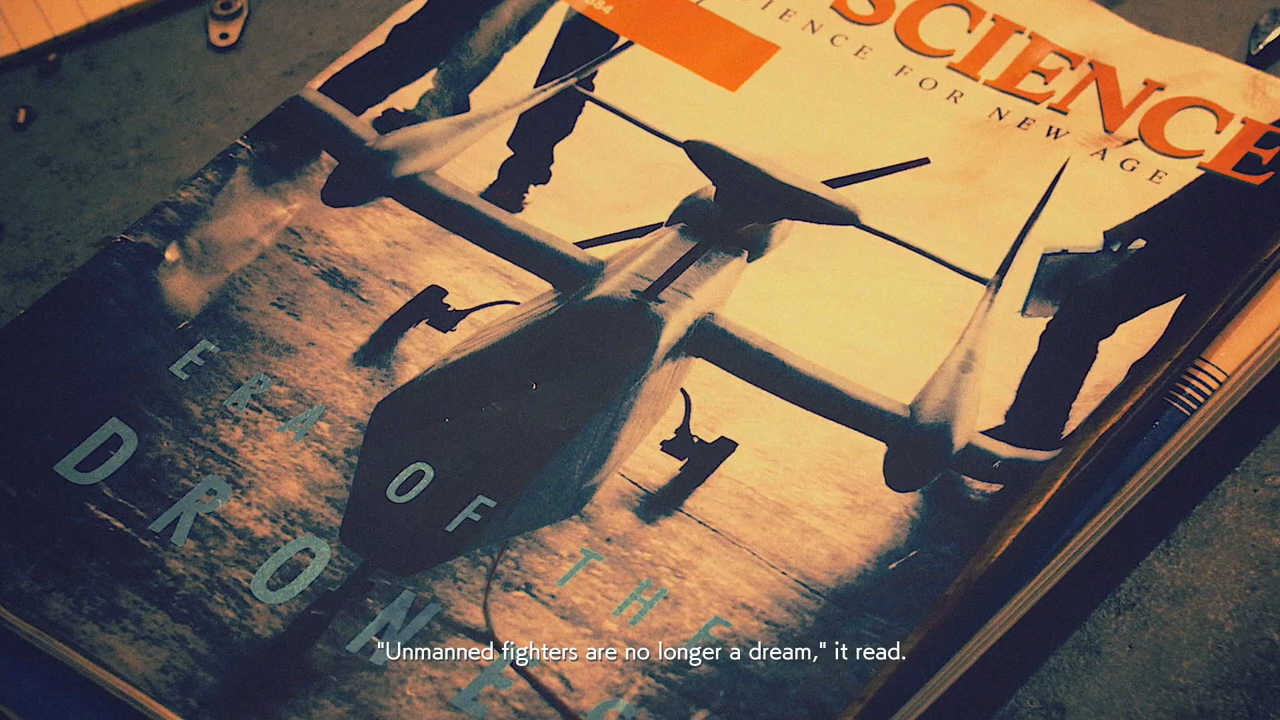 SCIENCE
SCIENCE FOR NEW AGE
ERA OF THE
DRONES
"Unmanned fighters are no longer a dream," it read.